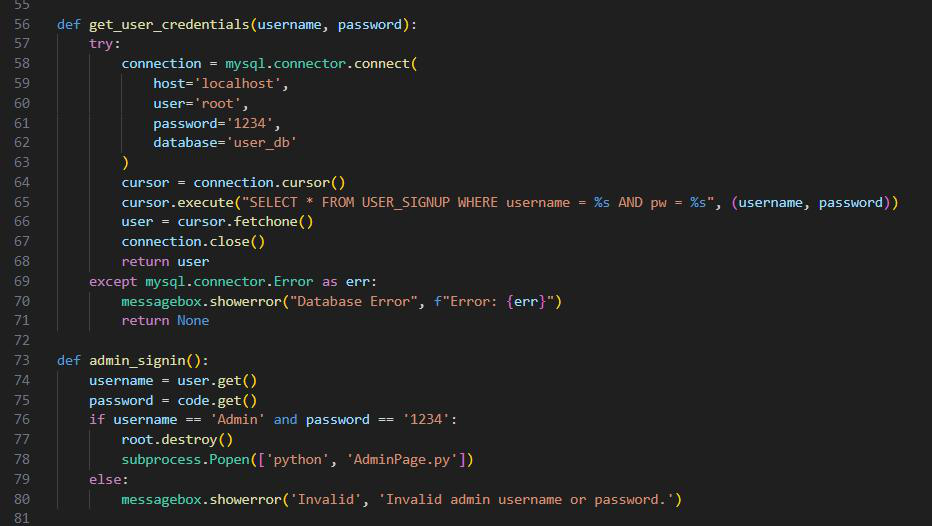 55
56 def get_user_credentials(username, password):
57     try:
58         connection = mysql.connector.connect(
59             host='localhost',
60             user='root',
61             password='1234',
62             database='user_db'
63         )
64         cursor = connection.cursor()
65         cursor.execute("SELECT * FROM USER_SIGNUP WHERE username = %s AND pw = %s", (username, password))
66         user = cursor.fetchone()
67         connection.close()
68         return user
69     except mysql.connector.Error as err:
70         messagebox.showerror("Database Error", f"Error: {err}")
71         return None
72
73 def admin_signin():
74     username = user.get()
75     password = code.get()
76     if username == 'Admin' and password == '1234':
77         root.destroy()
78         subprocess.Popen(['python', 'AdminPage.py'])
79     else:
80         messagebox.showerror('Invalid', 'Invalid admin username or password.')
81